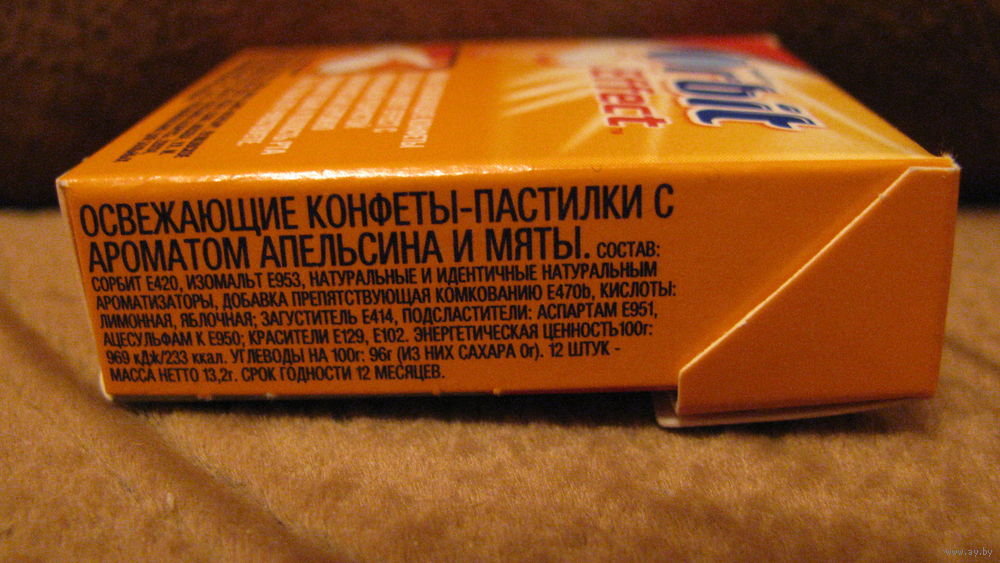 Orbit
Effect
ОСВЕЖАЮЩИЕ КОНФЕТЫ-ПАСТИЛКИ С
АРОМАТОМ АПЕЛЬСИНА И МЯТЫ. СОСТАВ:
СОРБИТ Е420, ИЗОМАЛЬТ Е953, НАТУРАЛЬНЫЕ И ИДЕНТИЧНЫЕ НАТУРАЛЬНЫМ
АРОМАТИЗАТОРЫ, ДОБАВКА ПРЕПЯТСТВУЮЩАЯ КОМКОВАНИЮ Е470b, КИСЛОТЫ:
ЛИМОННАЯ, ЯБЛОЧНАЯ; ЗАГУСТИТЕЛЬ Е414, ПОДСЛАСТИТЕЛИ: АСПАРТАМ Е951,
АЦЕСУЛЬФАМ К Е950; КРАСИТЕЛИ Е129, Е102. ЭНЕРГЕТИЧЕСКАЯ ЦЕННОСТЬ100г:
969 кДж/233 ккал. УГЛЕВОДЫ НА 100г: 96г (ИЗ НИХ САХАРА 0г). 12 ШТУК -
МАССА НЕТТО 13,2г. СРОК ГОДНОСТИ 12 МЕСЯЦЕВ.
www.ay.by